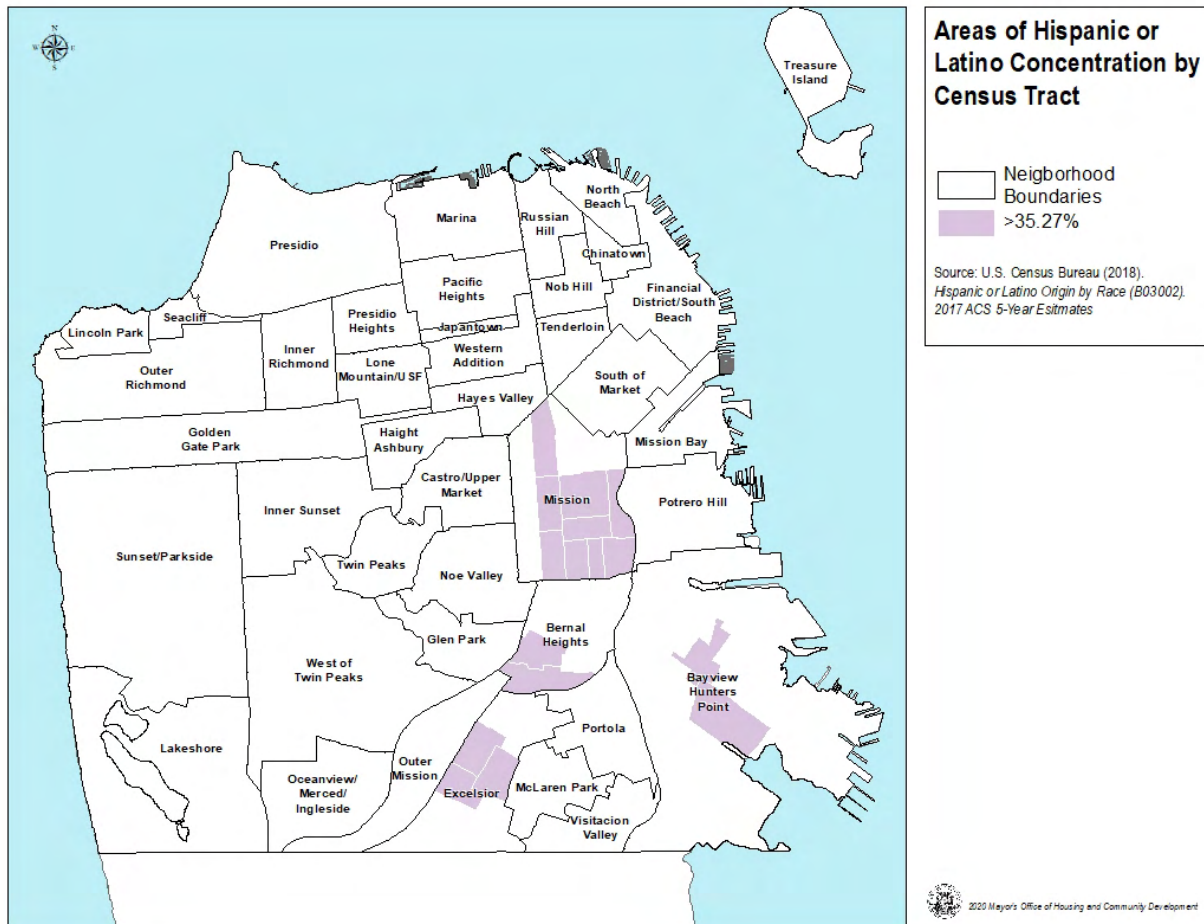 N
W
E
S
Treasure
Island
North
Beach
Marina
Russian
Hill
Presidio
Chinatown
Pacific
Heights
Nob Hill
Financial
District/South
Beach
Seacliff
Presidio
Heights
Lincoln Park
Japantown
Tenderloin
Inner
Richmond
Western
Addition
Outer
Richmond
Lone
Mountain/USF
South of
Market
Hayes Valley
Golden
Gate Park
Haight
Ashbury
Mission Bay
Castro/Upper
Market
Mission
Potrero Hill
Inner Sunset
Sunset/Parkside
Twin Peaks
Noe Valley
Bernal
Heights
Glen Park
West of
Twin Peaks
Bayview
Hunters
Point
Portola
Lakeshore
Outer
Mission
Oceanview/
Merced/
Ingleside
Excelsior
McLaren Park
Visitacion
Valley
Areas of Hispanic or
Latino Concentration by
Census Tract
Neigborhood
Boundaries
>35.27%
Source: U.S. Census Bureau (2018).
Hispanic or Latino Origin by Race (B03002).
2017 ACS 5-Year Esitmates
2020 Mayor's Office of Housing and Community Development